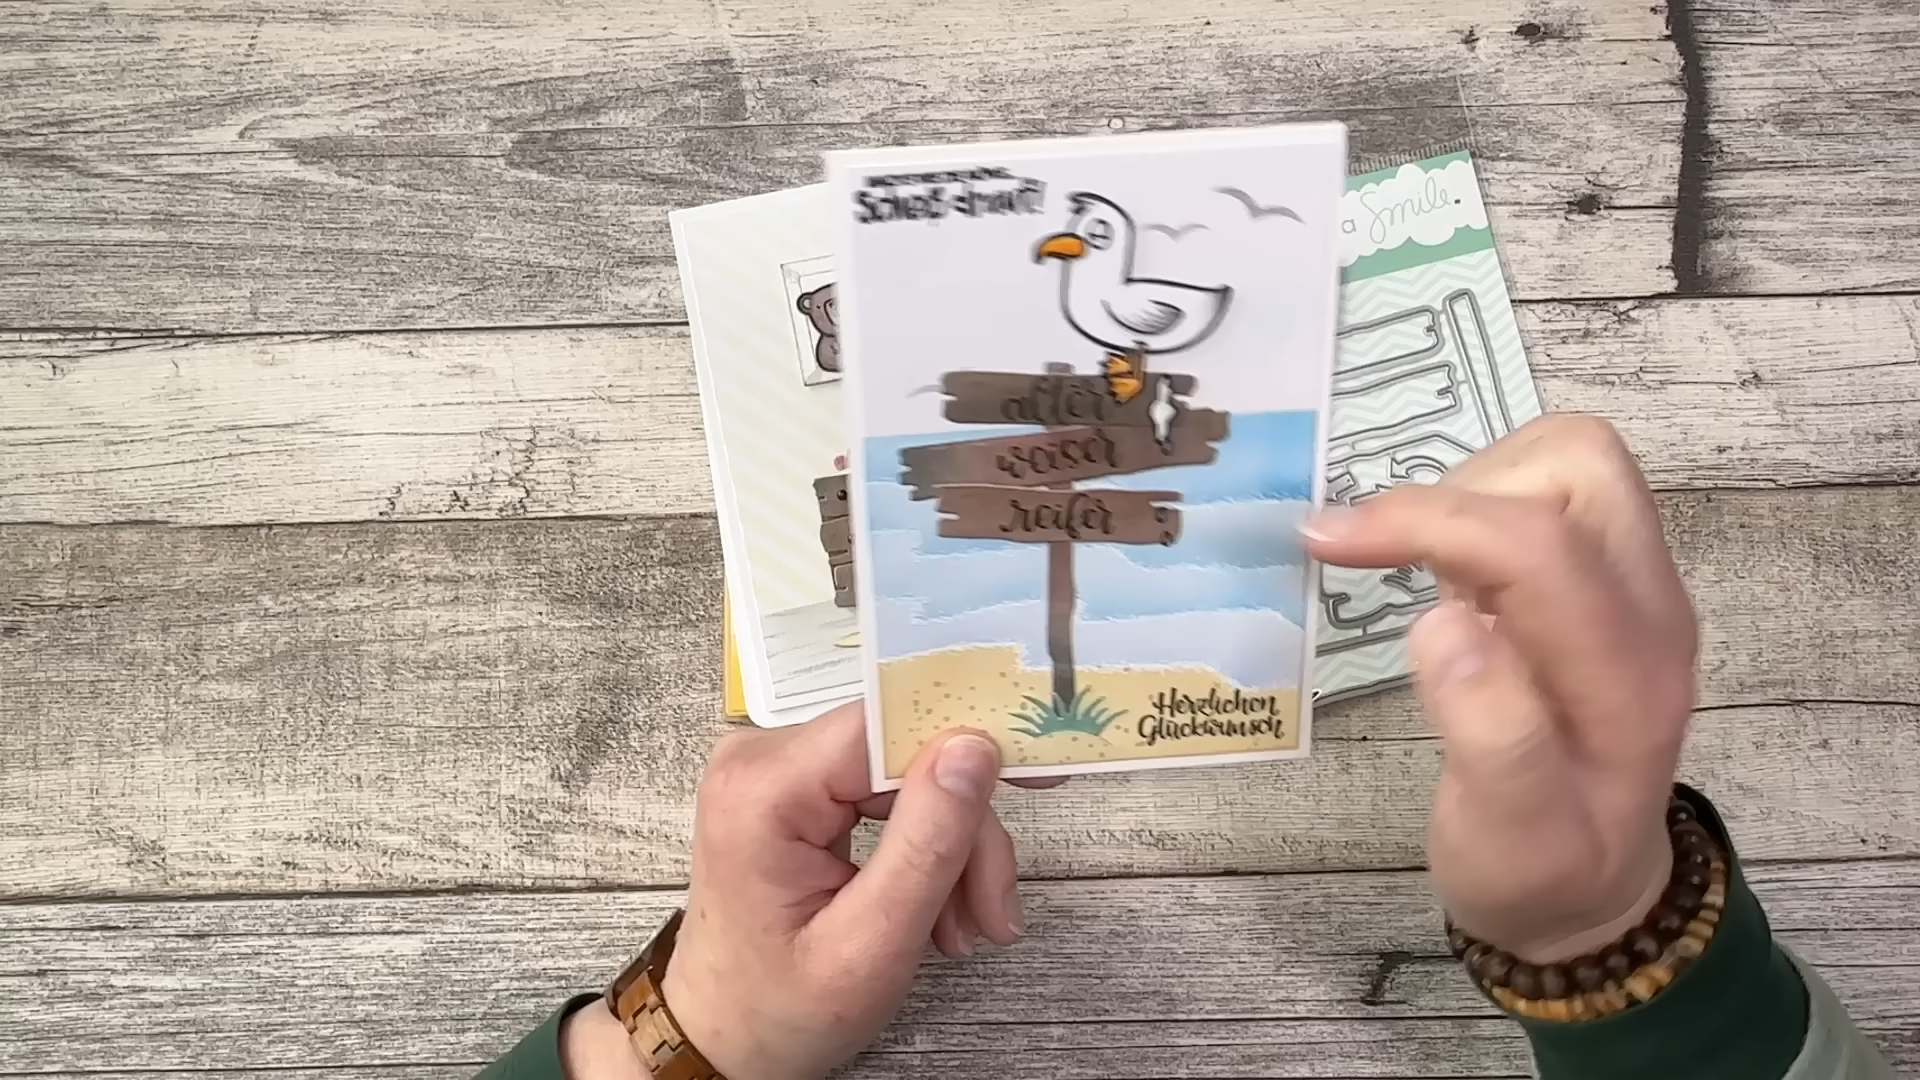 Scheiß drauf!
a Smile.
älter
weiser
reifer
Herzlichen
Glückwunsch